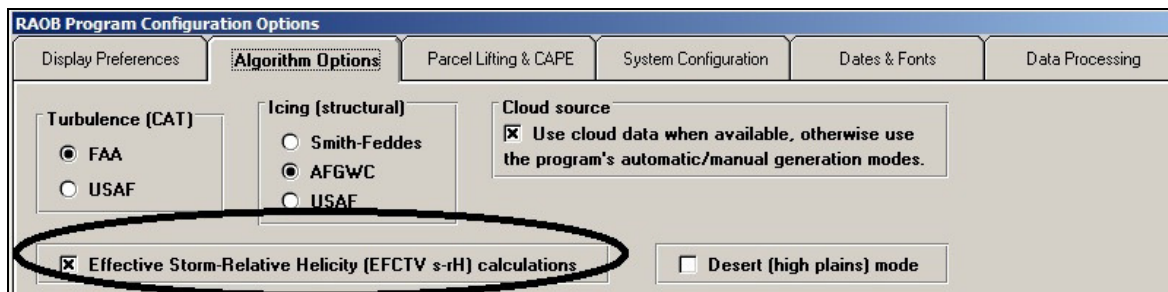 RAOB Program Configuration Options
Display Preferences
Algorithm Options
Parcel Lifting & CAPE
System Configuration
Dates & Fonts
Data Processing
Turbulence (CAT)
FAA
USAF
Icing (structural)
Smith-Feddes
AFGWC
USAF
Cloud source
Use cloud data when available, otherwise use
the program's automatic/manual generation modes.
Effective Storm-Relative Helicity (EFCTV s-rH) calculations
Desert (high plains) mode